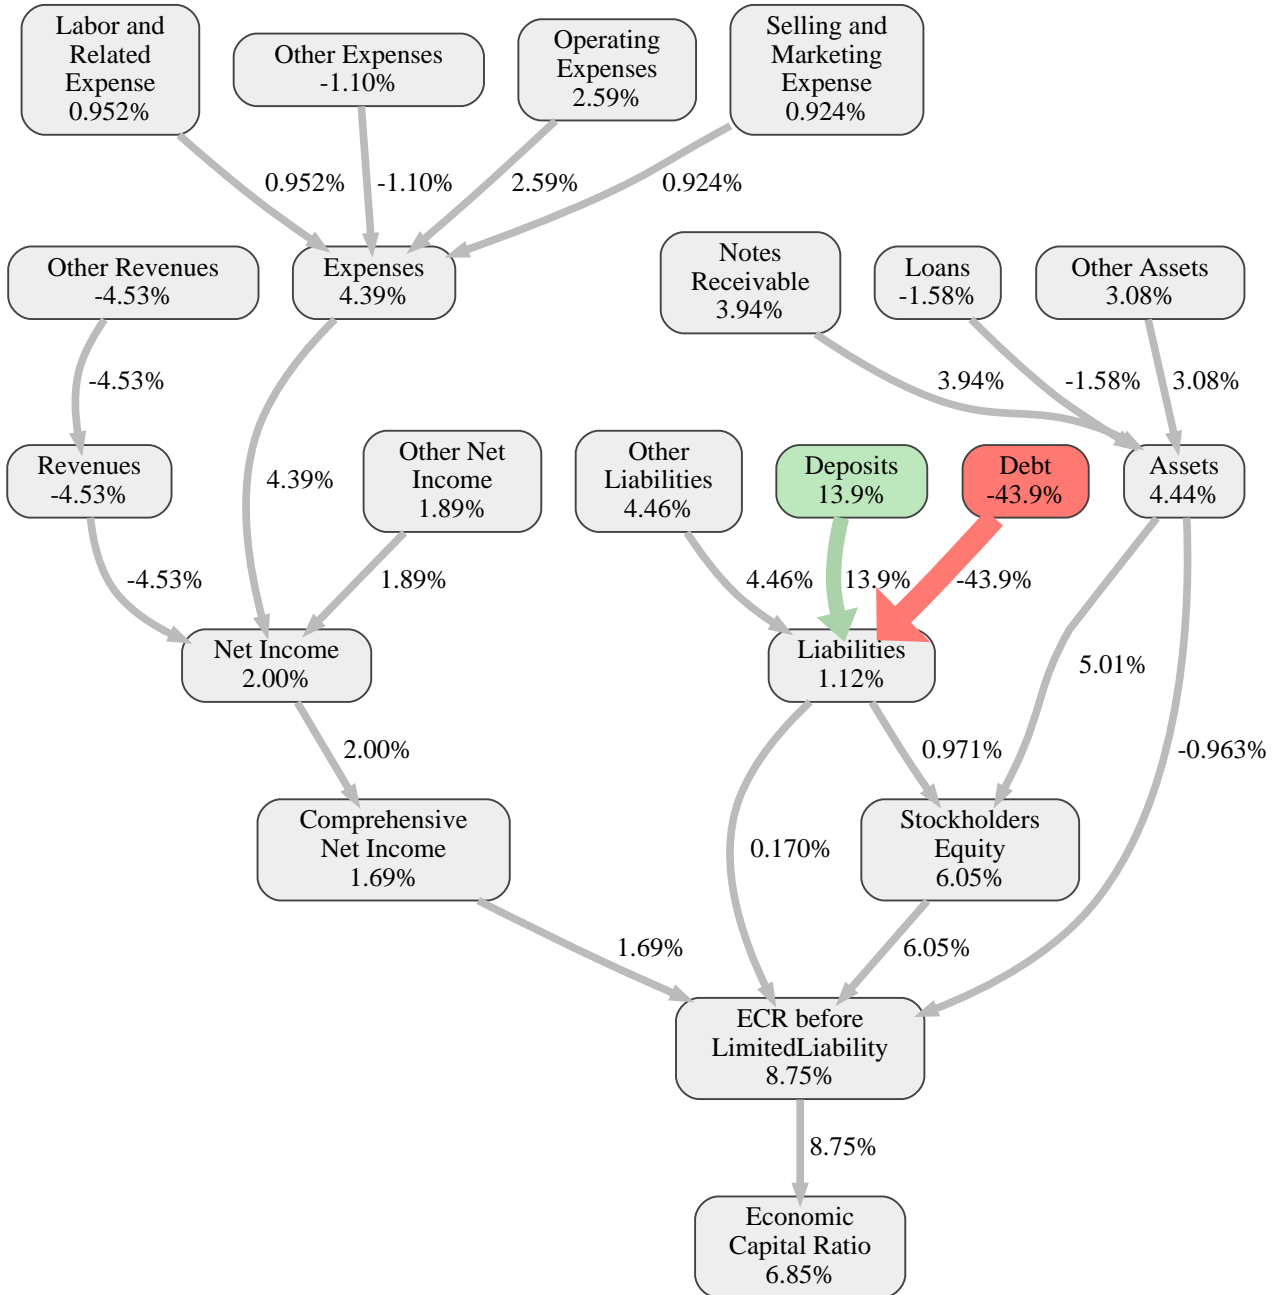 Labor and
Related
Expense
0.952%
Other Expenses
-1.10%
Operating
Expenses
2.59%
Selling and
Marketing
Expense
0.924%
0.952%
-1.10%
2.59%
0.924%
Other Revenues
-4.53%
Expenses
4.39%
Notes
Receivable
3.94%
Loans
-1.58%
Other Assets
3.08%
-4.53%
3.94%
-1.58%
3.08%
Revenues
-4.53%
4.39%
Other Net
Income
1.89%
Other
Liabilities
4.46%
Deposits
13.9%
Debt
-43.9%
Assets
4.44%
-4.53%
1.89%
4.46%
13.9%
-43.9%
Net Income
2.00%
Liabilities
1.12%
5.01%
2.00%
0.971%
-0.963%
Comprehensive
Net Income
1.69%
0.170%
Stockholders
Equity
6.05%
1.69%
6.05%
ECR before
LimitedLiability
8.75%
8.75%
Economic
Capital Ratio
6.85%